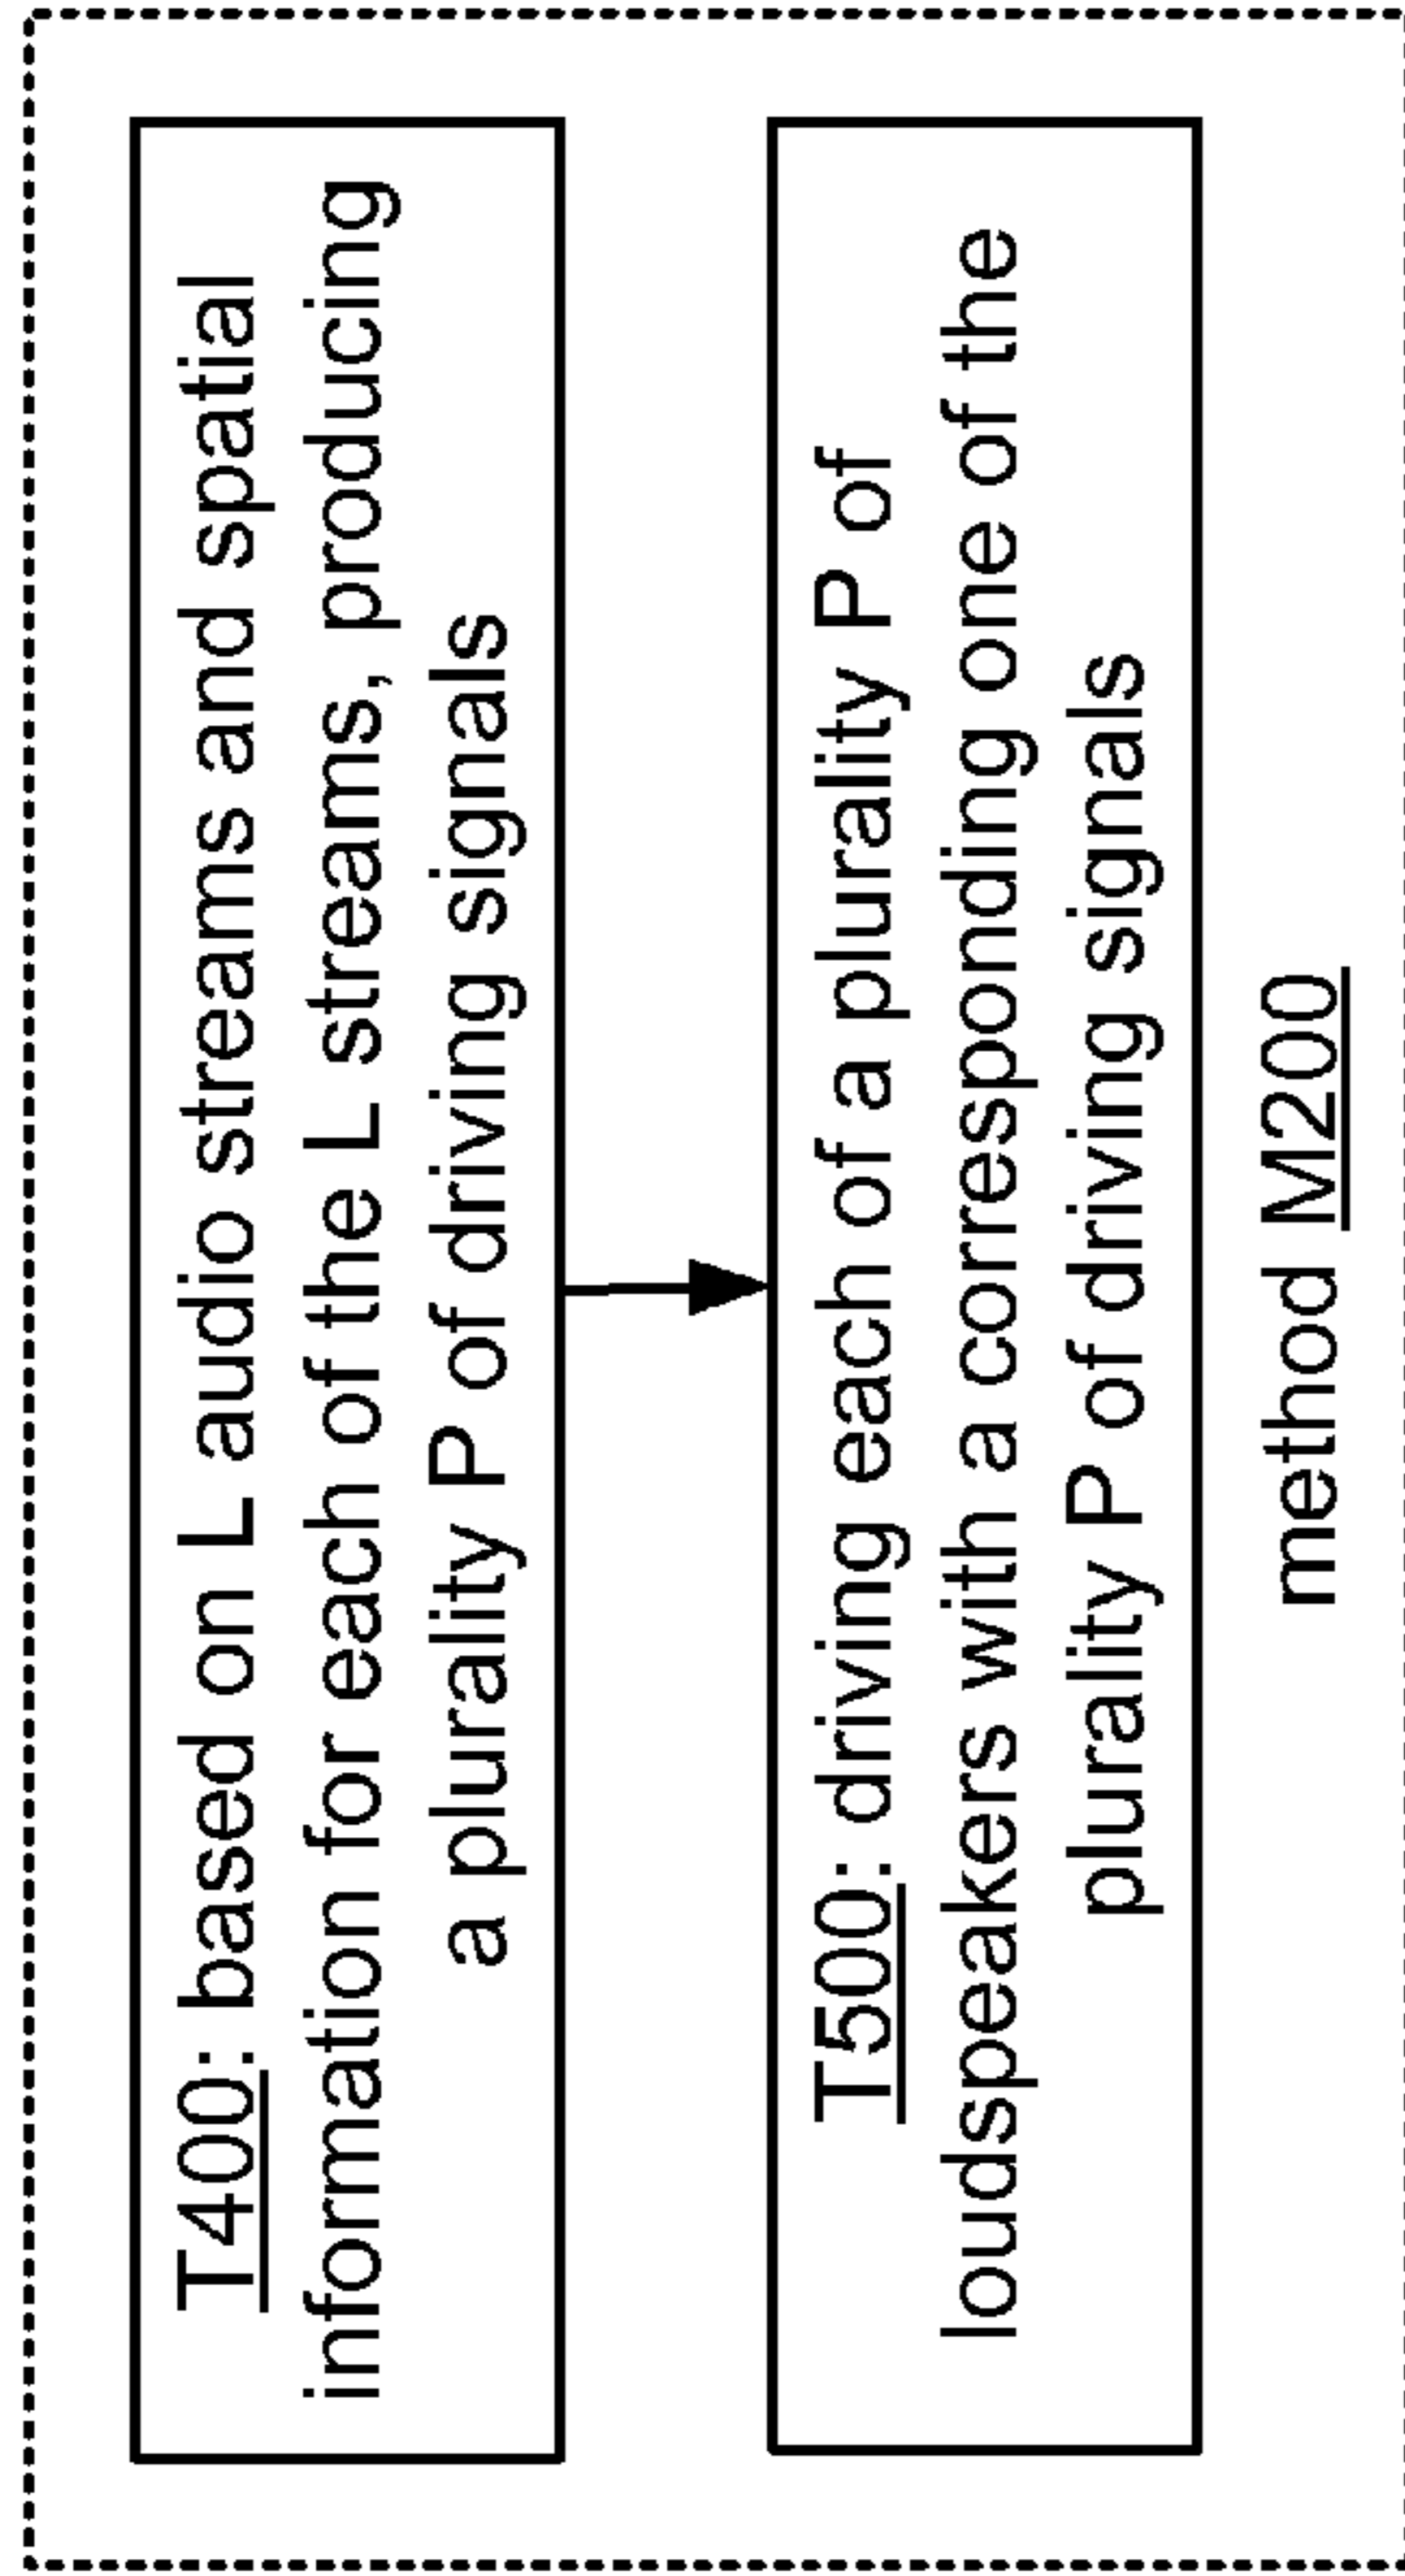 T400: based on L audio streams and spatial
information for each of the L streams, producing
a plurality P of driving signals
T500: driving each of a plurality P of
loudspeakers with a corresponding one of the
plurality P of driving signals
method M200